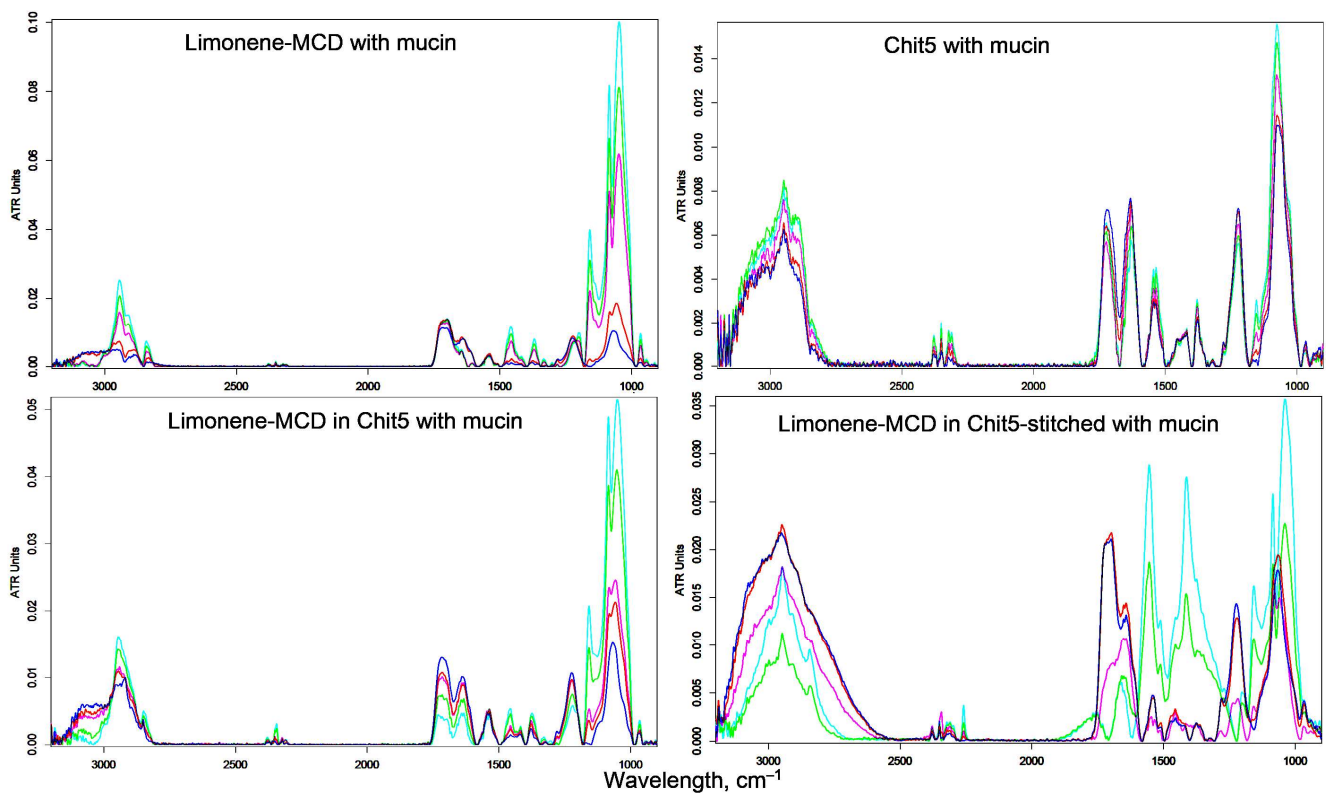 Limonene-MCD with mucin
ATR Units
0.10
0.08
0.06
0.04
0.02
0.00
3000 2500 2000 1500 1000
Chit5 with mucin
ATR Units
0.014
0.012
0.010
0.008
0.006
0.004
0.002
0.000
3000 2500 2000 1500 1000
Limonene-MCD in Chit5 with mucin
ATR Units
0.05
0.04
0.03
0.02
0.01
0.00
3000 2500 2000 1500 1000
Limonene-MCD in Chit5-stitched with mucin
ATR Units
0.035
0.030
0.025
0.020
0.015
0.010
0.005
0.000
3000 2500 2000 1500 1000
Wavelength, cm⁻¹